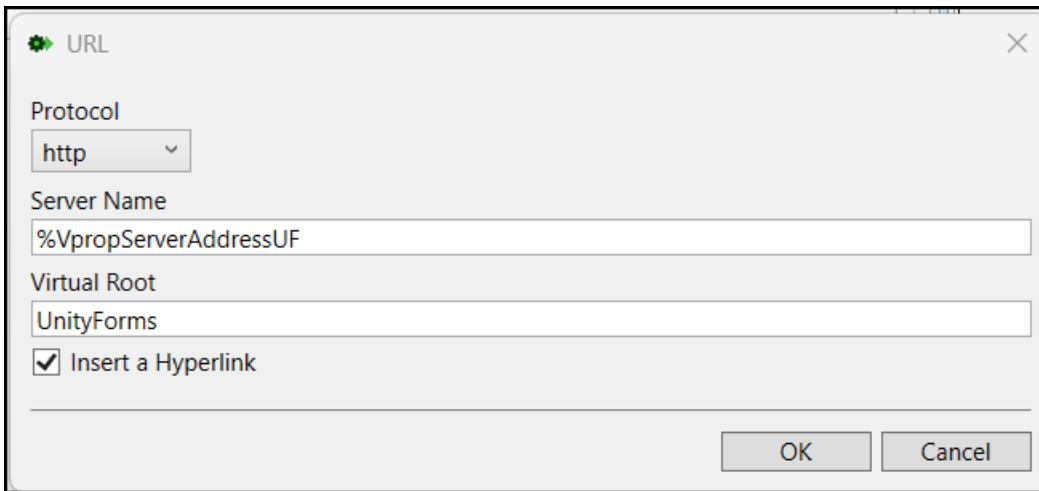 URL
Protocol
http
Server Name
%VpropServerAddressUF
Virtual Root
UnityForms
Insert a Hyperlink
OK Cancel